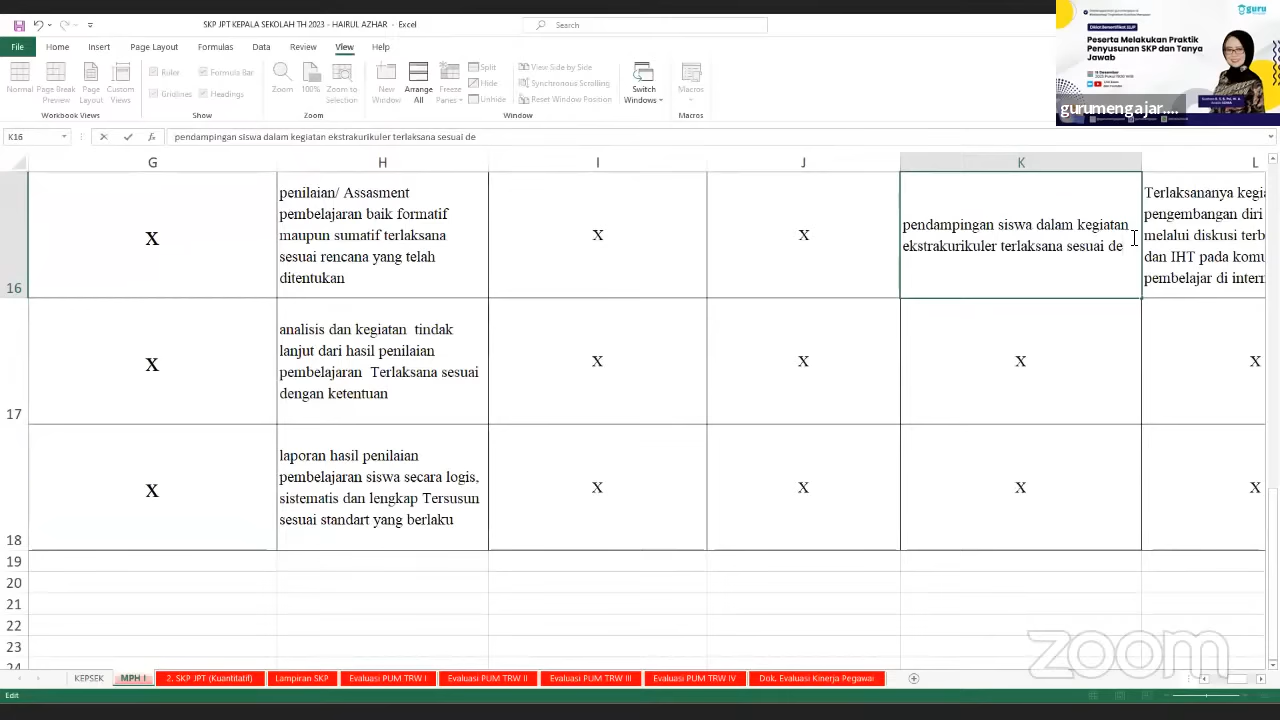 SKP JPT KEPALA SEKOLAH TH 2023 - HAIRUL AZHAR - Excel
Search
File Home Insert Page Layout Formulas Data Review View Help
Normal
Page Break Preview
Page Layout
Custom Views
Workbook Views
Ruler
Formula Bar
Gridlines
Headings
Show
Zoom
100%
Zoom to Selection
Zoom
New Window
Arrange All
Freeze Panes
Split
Hide
Unhide
View Side by Side
Synchronous Scrolling
Reset Window Position
Window
Switch Windows
Macros
Macros
guru
Peserta Melakukan Praktik
Penyusunan SKP dan Tanya
Jawab
gurumengajar....
K16
pendampingan siswa dalam kegiatan ekstrakurikuler terlaksana sesuai de
G H I J K L
16
X
penilaian/ Assasment
pembelajaran baik formatif
maupun sumatif terlaksana
sesuai rencana yang telah
ditentukan
X
X
pendampingan siswa dalam kegiatan
ekstrakurikuler terlaksana sesuai de
Terlaksananya kegia
pengembangan diri
melalui diskusi terb
dan IHT pada komu
pembelajar di intern
17
X
analisis dan kegiatan tindak
lanjut dari hasil penilaian
pembelajaran Terlaksana sesuai
dengan ketentuan
X
X
X
X
18
X
laporan hasil penilaian
pembelajaran siswa secara logis,
sistematis dan lengkap Tersusun
sesuai standart yang berlaku
X
X
X
X
19
20
21
22
23
24
zoom
KEPSEK MPH I 2. SKP JPT (Kuantitatif) Lampiran SKP Evaluasi PUM TRW I Evaluasi PUM TRW II Evaluasi PUM TRW III Evaluasi PUM TRW IV Dok. Evaluasi Kinerja Pegawai
Edit